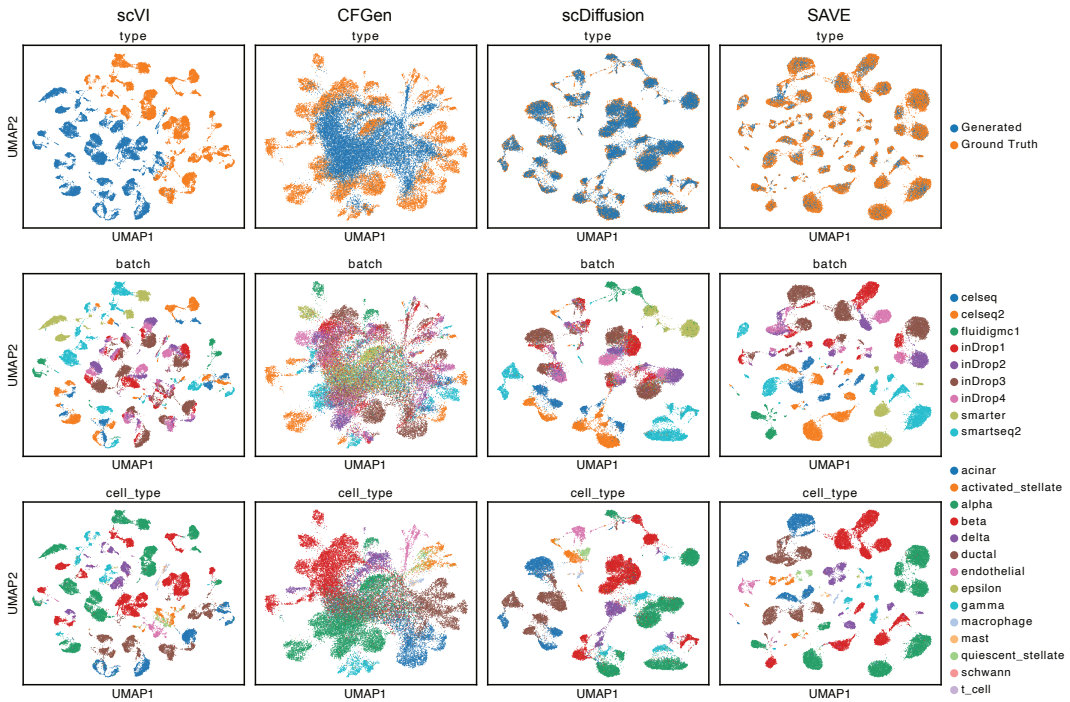 scVI CFGen scDiffusion SAVE
type type type type
UMAP2
Generated
Ground Truth
UMAP1 UMAP1 UMAP1 UMAP1
batch batch batch batch
UMAP2
celseq
celseq2
fluidigmc1
inDrop1
inDrop2
inDrop3
inDrop4
smarter
smartseq2
UMAP1 UMAP1 UMAP1 UMAP1
cell_type cell_type cell_type cell_type
UMAP2
acinar
activated_stellate
alpha
beta
delta
ductal
endothelial
epsilon
gamma
macrophage
mast
quiescent_stellate
schwann
t_cell
UMAP1 UMAP1 UMAP1 UMAP1